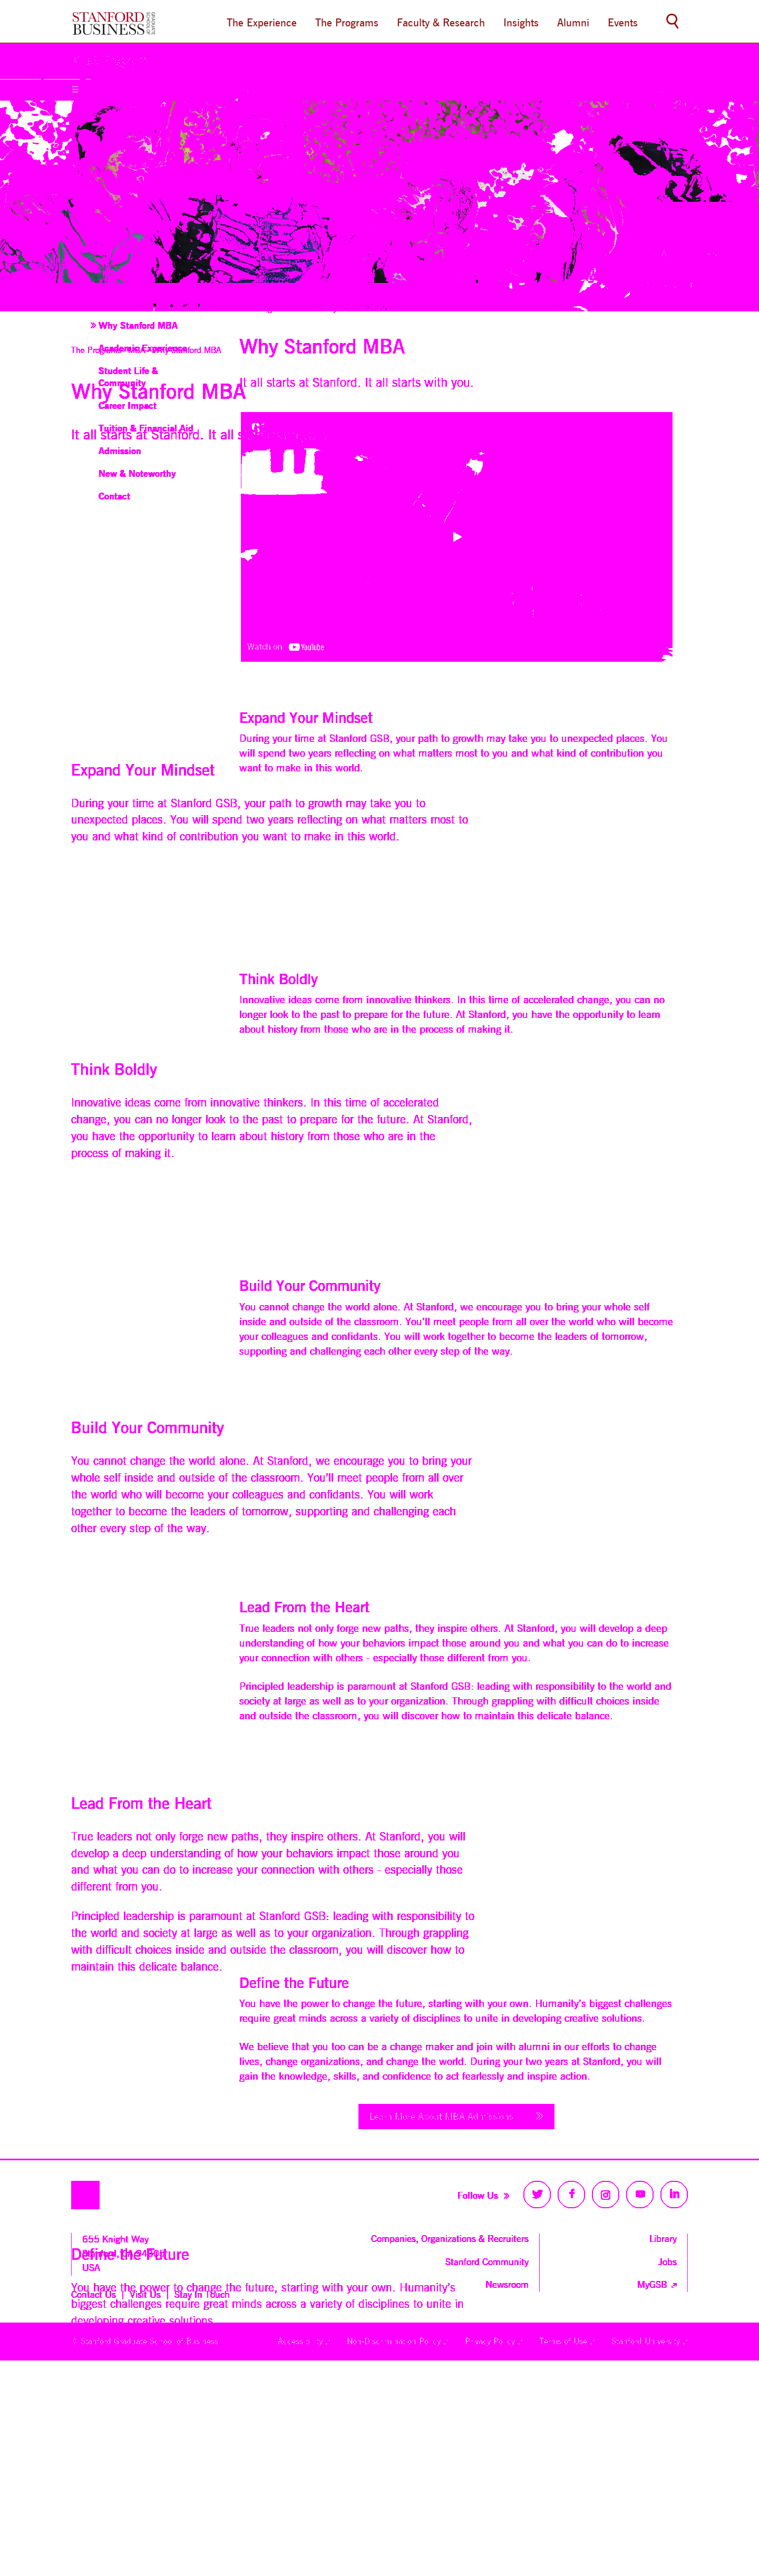 STANFORD
BUSINESS
GRADUATE
SCHOOL OF
The Experience
The Programs
Faculty & Research
Insights
Alumni
Events
Why Stanford MBA
Academic Experience
Student Life &
Community
Career Impact
Tuition & Financial Aid
Admission
New & Noteworthy
Contact
The Programs MBA Why Stanford MBA
Why Stanford MBA
It all starts at Stanford. It all
Why Stanford MBA
It all starts at Stanford. It all starts with you.
Watch on YouTube
Expand Your Mindset
During your time at Stanford GSB, your path to growth may take you to unexpected places. You
will spend two years reflecting on what matters most to you and what kind of contribution you
want to make in this world.
Expand Your Mindset
During your time at Stanford GSB, your path to growth may take you to
unexpected places. You will spend two years reflecting on what matters most to
you and what kind of contribution you want to make in this world.
Think Boldly
Innovative ideas come from innovative thinkers. In this time of accelerated change, you can no
longer look to the past to prepare for the future. At Stanford, you have the opportunity to learn
about history from those who are in the process of making it.
Think Boldly
Innovative ideas come from innovative thinkers. In this time of accelerated
change, you can no longer look to the past to prepare for the future. At Stanford,
you have the opportunity to learn about history from those who are in the
process of making it.
Build Your Community
You cannot change the world alone. At Stanford, we encourage you to bring your whole self
inside and outside of the classroom. You'll meet people from all over the world who will become
your colleagues and confidants. You will work together to become the leaders of tomorrow,
supporting and challenging each other every step of the way.
Build Your Community
You cannot change the world alone. At Stanford, we encourage you to bring your
whole self inside and outside of the classroom. You'll meet people from all over
the world who will become your colleagues and confidants. You will work
together to become the leaders of tomorrow, supporting and challenging each
other every step of the way.
Lead From the Heart
True leaders not only forge new paths, they inspire others. At Stanford, you will develop a deep
understanding of how your behaviors impact those around you and what you can do to increase
your connection with others - especially those different from you.
Principled leadership is paramount at Stanford GSB: leading with responsibility to the world and
society at large as well as to your organization. Through grappling with difficult choices inside
and outside the classroom, you will discover how to maintain this delicate balance.
Lead From the Heart
True leaders not only forge new paths, they inspire others. At Stanford, you will
develop a deep understanding of how your behaviors impact those around you
and what you can do to increase your connection with others - especially those
different from you.
Principled leadership is paramount at Stanford GSB: leading with responsibility to
the world and society at large as well as to your organization. Through grappling
with difficult choices inside and outside the classroom, you will discover how to
maintain this delicate balance.
Define the Future
You have the power to change the future, starting with your own. Humanity's biggest challenges
require great minds across a variety of disciplines to unite in developing creative solutions.
We believe that you too can be a change maker and join with alumni in our efforts to change
lives, change organizations, and change the world. During your two years at Stanford, you will
gain the knowledge, skills, and confidence to act fearlessly and inspire action.
Learn More About MBA Admissions
Follow Us
655 Knight Way
USA
Companies, Organizations & Recruiters
Stanford Community
Newsroom
Library
Jobs
MyGSB
Define the Future
Contact Us | Visit Us | Stay In Touch
You have the power to change the future, starting with your own. Humanity's
biggest challenges require great minds across a variety of disciplines to unite in
developing creative solutions.
© Stanford Graduate School of Business
Accessibility
Non-Discrimination Policy
Privacy Policy
Terms of Use
Stanford University